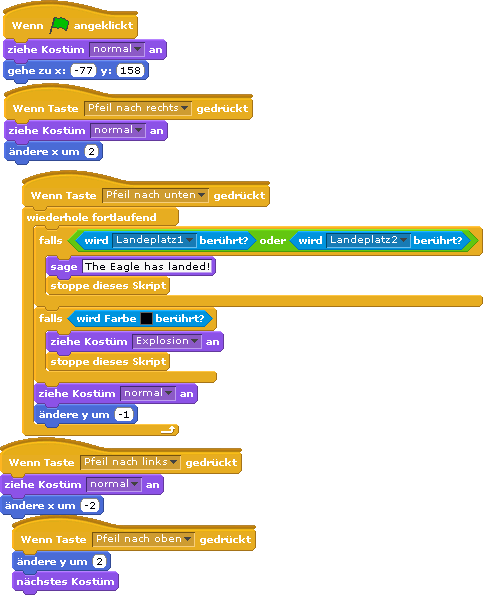 Wenn angeklickt
ziehe Kostüm normal an
gehe zu x: -77 y: 158
Wenn Taste Pfeil nach rechts gedrückt
ziehe Kostüm normal an
ändere x um 2
Wenn Taste Pfeil nach unten gedrückt
wiederhole fortlaufend
falls wird Landeplatz1 berührt? oder wird Landeplatz2 berührt?
sage The Eagle has landed!
stoppe dieses Skript
falls wird Farbe berührt?
ziehe Kostüm Explosion an
stoppe dieses Skript
ziehe Kostüm normal an
ändere y um -1
Wenn Taste Pfeil nach links gedrückt
ziehe Kostüm normal an
ändere x um -2
Wenn Taste Pfeil nach oben gedrückt
ändere y um 2
nächstes Kostüm